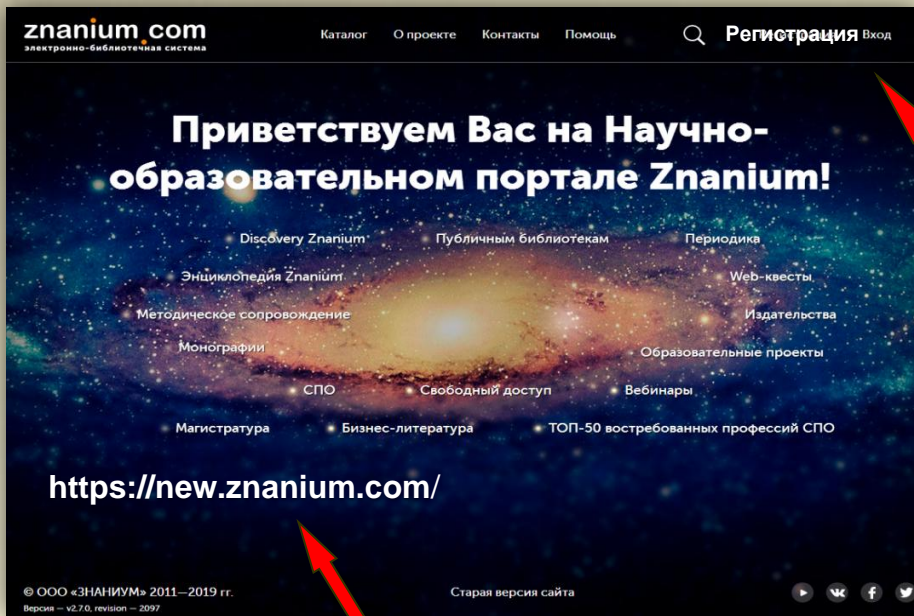 znanium.com
электронно-библиотечная система
Каталог О проекте Контакты Помощь Регистрация Вход
Приветствуем Вас на Научно-
образовательном портале Znanium!
Discovery Znanium Публичным библиотекам Периодика
Энциклопедия Znanium Web-квесты
Методическое сопровождение Издательства
Монографии Образовательные проекты
СПО Свободный доступ Вебинары
Магистратура Бизнес-литература ТОП-50 востребованных профессий СПО
https://new.znanium.com/
© ООО «ЗНАНИУМ» 2011—2019 гг. Старая версия сайта
Версия — v2.7.0, revision — 2097